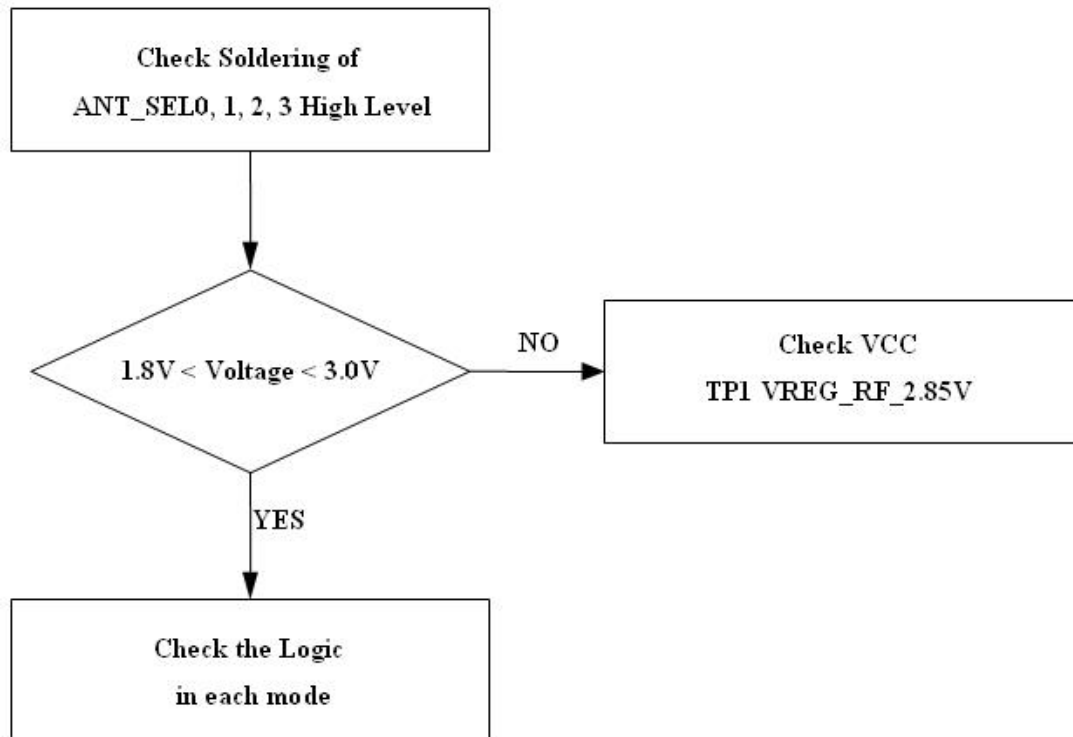 Check Soldering of
ANT_SEL0, 1, 2, 3 High Level
1.8V < Voltage < 3.0V
NO
Check VCC
TP1 VREG_RF_2.85V
YES
Check the Logic
in each mode